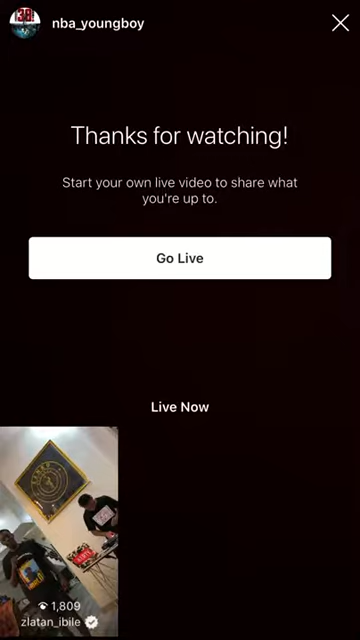 nba_youngboy
Thanks for watching!
Start your own live video to share what
you're up to.
Go Live
Live Now
1,809
zlatan_ibile